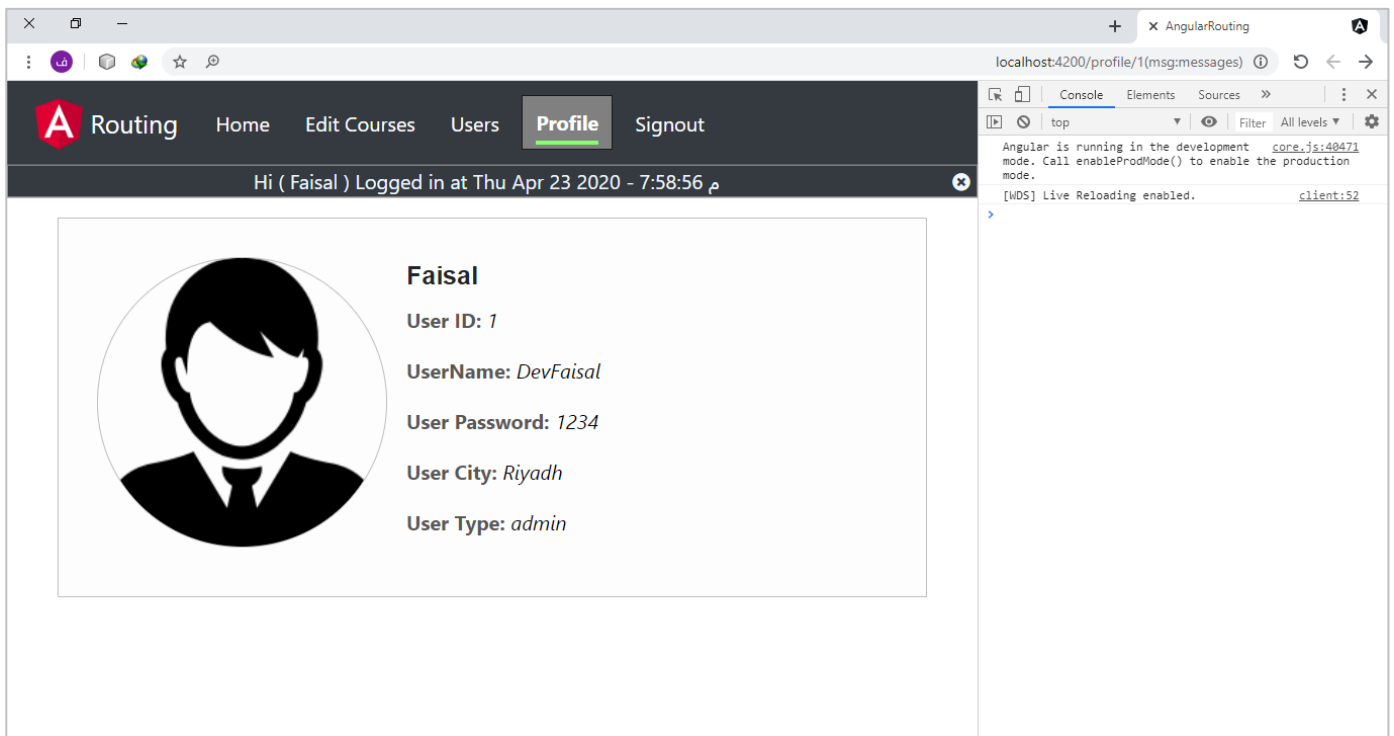 AngularRouting
localhost:4200/profile/1(msg:messages)
ف
Routing Home Edit Courses Users Profile Signout
Hi ( Faisal ) Logged in at Thu Apr 23 2020 - 7:58:56 م
Faisal
User ID: 1
UserName: DevFaisal
User Password: 1234
User City: Riyadh
User Type: admin
Console Elements Sources
top Filter All levels
Angular is running in the development core.js:40471
mode. Call enableProdMode() to enable the production
mode.
[WDS] Live Reloading enabled. client:52